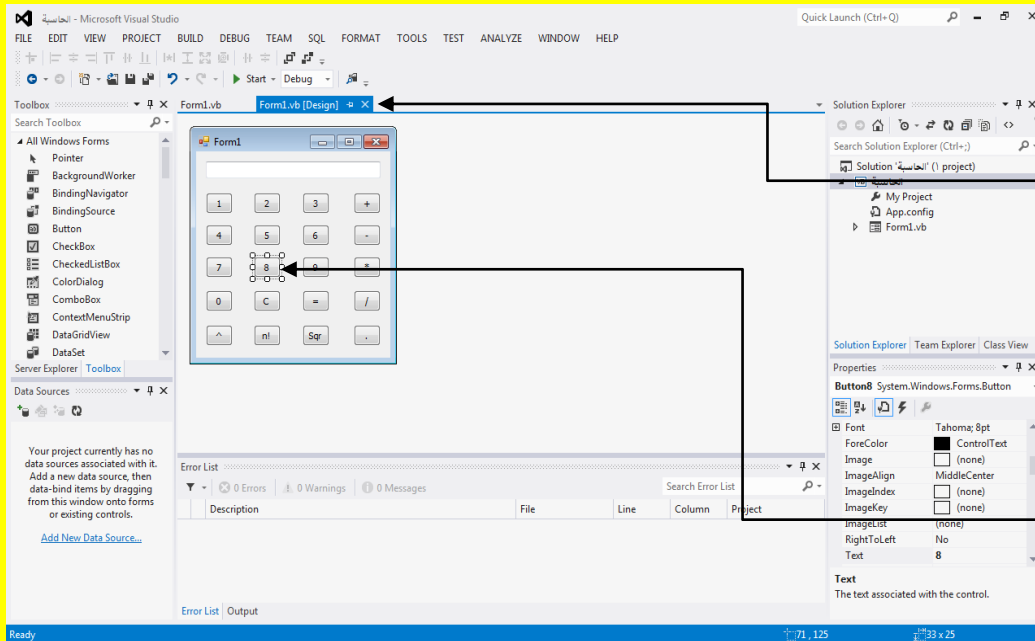 الحاسبة - Microsoft Visual Studio
Quick Launch (Ctrl+Q)
FILE EDIT VIEW PROJECT BUILD DEBUG TEAM SQL FORMAT TOOLS TEST ANALYZE WINDOW HELP
Start Debug
Toolbox
Search Toolbox
All Windows Forms
Pointer
BackgroundWorker
BindingNavigator
BindingSource
Button
CheckBox
CheckedListBox
ColorDialog
ComboBox
ContextMenuStrip
DataGridView
DataSet
Server Explorer Toolbox
Data Sources
Your project currently has no
data sources associated with it.
Add a new data source, then
data-bind items by dragging
from this window onto forms
or existing controls.
Add New Data Source...
Form1.vb Form1.vb [Design]
Form1
1 2 3 +
4 5 6 -
7 8 9 *
0 C = /
^ n! Sqr .
Error List
0 Errors 0 Warnings 0 Messages
Search Error List
Description File Line Column Project
Error List Output
Solution Explorer
Search Solution Explorer (Ctrl+;)
Solution 'الحاسبة' (١ project)
الحاسبة
My Project
App.config
Form1.vb
Solution Explorer Team Explorer Class View
Properties
Button8 System.Windows.Forms.Button
Font Tahoma; 8pt
ForeColor ControlText
Image (none)
ImageAlign MiddleCenter
ImageIndex (none)
ImageKey (none)
ImageList (none)
RightToLeft No
Text 8
Text
The text associated with the control.
Ready 71 , 125 33 x 25